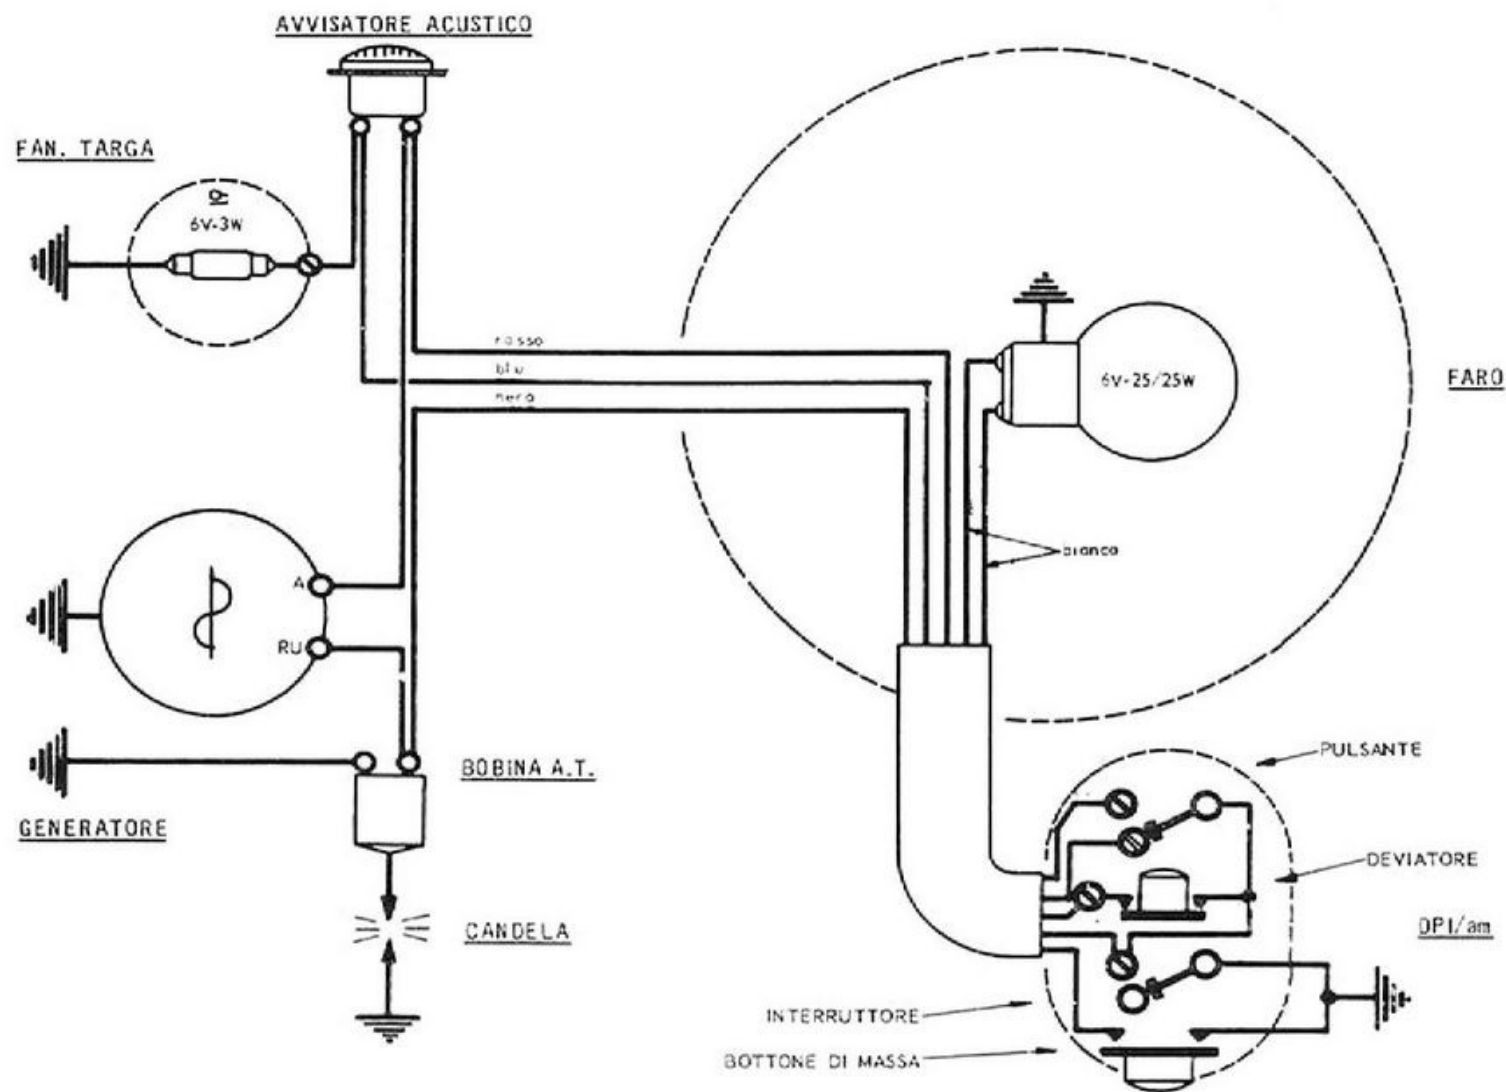 AVVISATORE ACUSTICO
FAN. TARGA
6V-3W
rosso
blu
nero
6V-25/25W
FARO
bianco
A
RU
BOBINA A.T.
GENERATORE
CANDELA
PULSANTE
DEVIATORE
DPI/am
INTERRUTTORE
BOTTONE DI MASSA